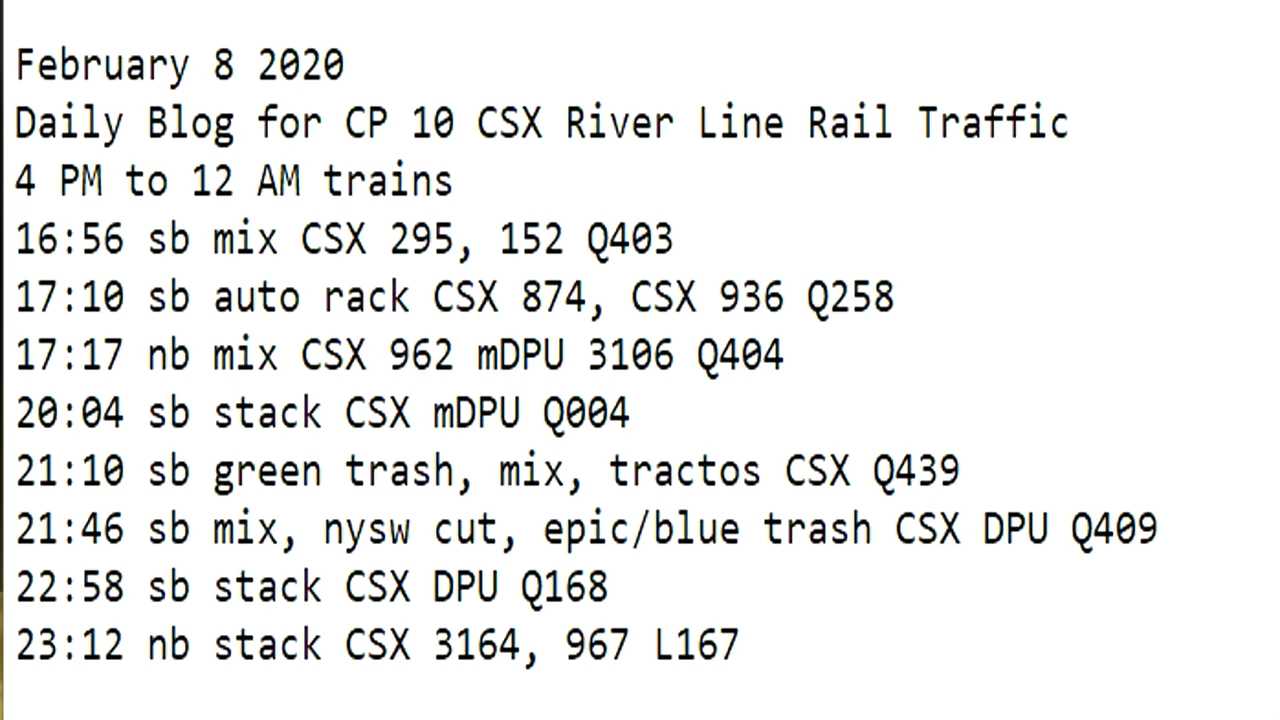 February 8 2020
Daily Blog for CP 10 CSX River Line Rail Traffic
4 PM to 12 AM trains
16:56 sb mix CSX 295, 152 Q403
17:10 sb auto rack CSX 874, CSX 936 Q258
17:17 nb mix CSX 962 mDPU 3106 Q404
20:04 sb stack CSX mDPU Q004
21:10 sb green trash, mix, tractos CSX Q439
21:46 sb mix, nysw cut, epic/blue trash CSX DPU Q409
22:58 sb stack CSX DPU Q168
23:12 nb stack CSX 3164, 967 L167